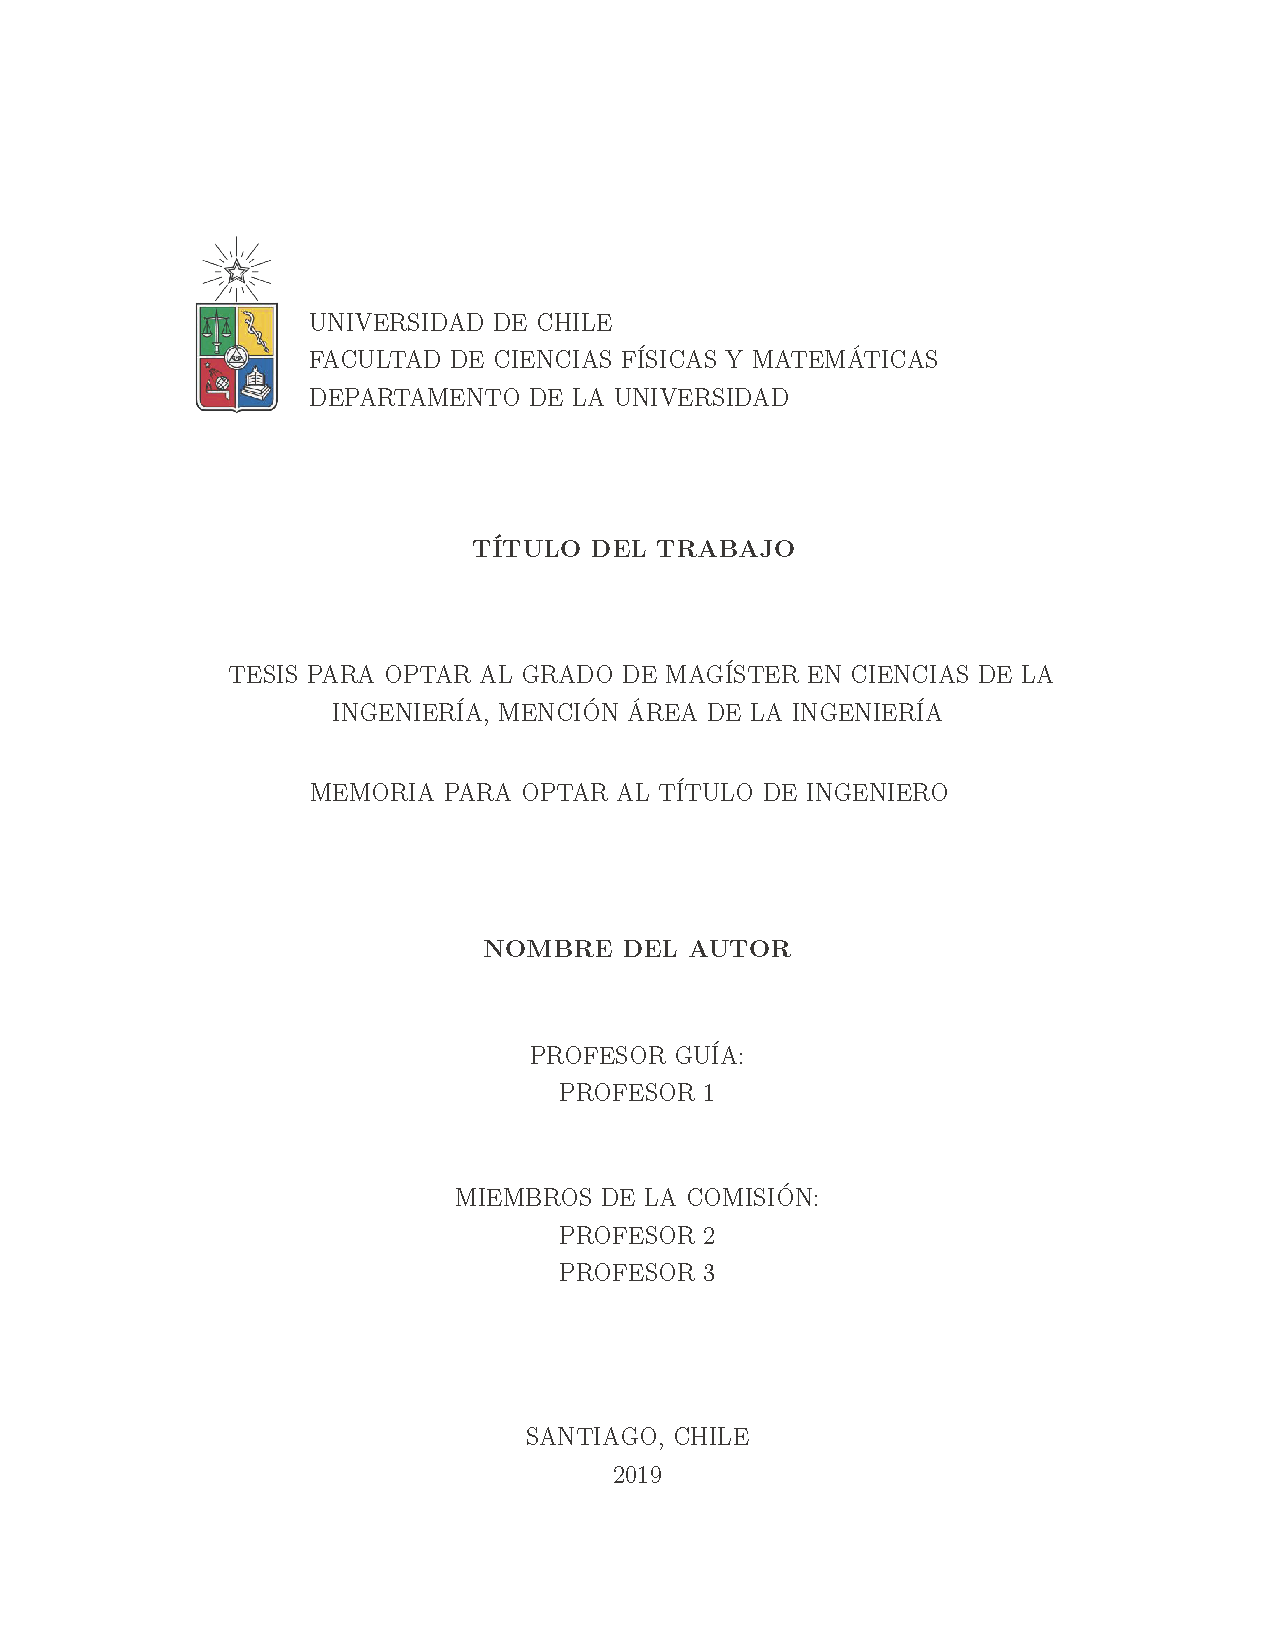 UNIVERSIDAD DE CHILE
FACULTAD DE CIENCIAS FÍSICAS Y MATEMÁTICAS
DEPARTAMENTO DE LA UNIVERSIDAD
TÍTULO DEL TRABAJO
TESIS PARA OPTAR AL GRADO DE MAGÍSTER EN CIENCIAS DE LA
INGENIERÍA, MENCIÓN ÁREA DE LA INGENIERÍA
MEMORIA PARA OPTAR AL TÍTULO DE INGENIERO
NOMBRE DEL AUTOR
PROFESOR GUÍA:
PROFESOR 1
MIEMBROS DE LA COMISIÓN:
PROFESOR 2
PROFESOR 3
SANTIAGO, CHILE
2019